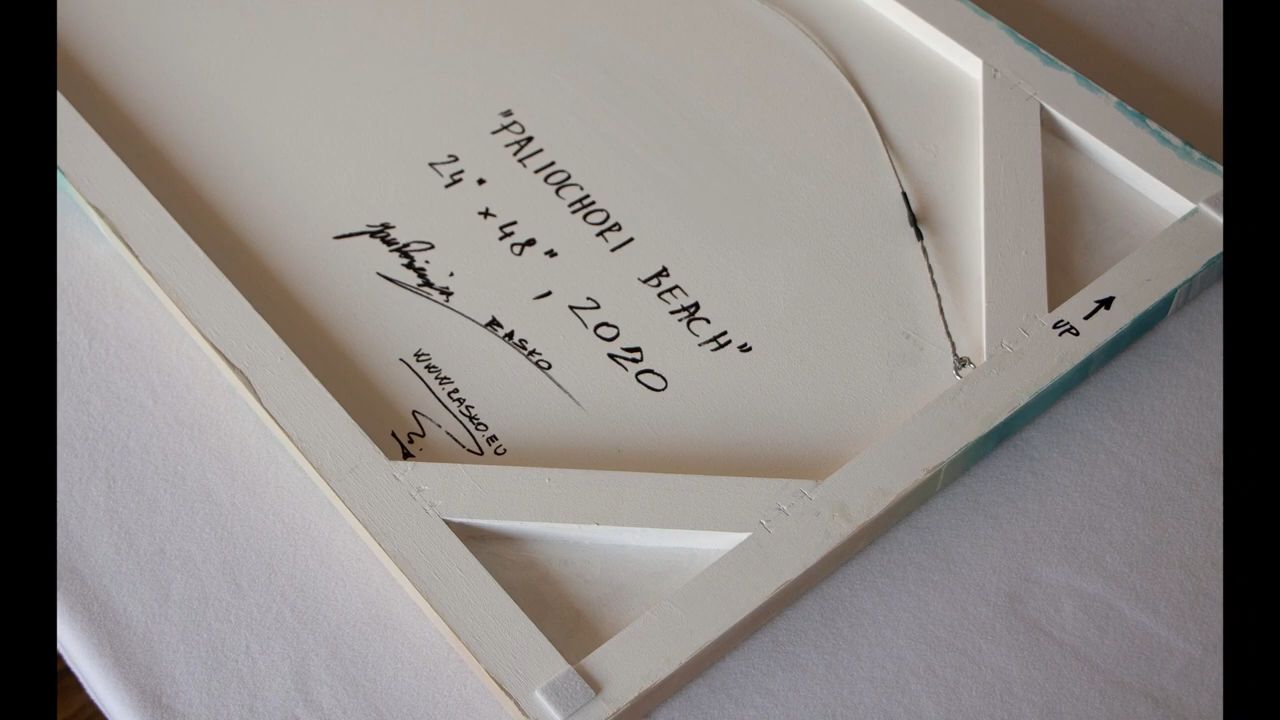 "PALIOCHORI BEACH"
24" x 48", 2020
RASKO
WWW.RASKO.EU
UP